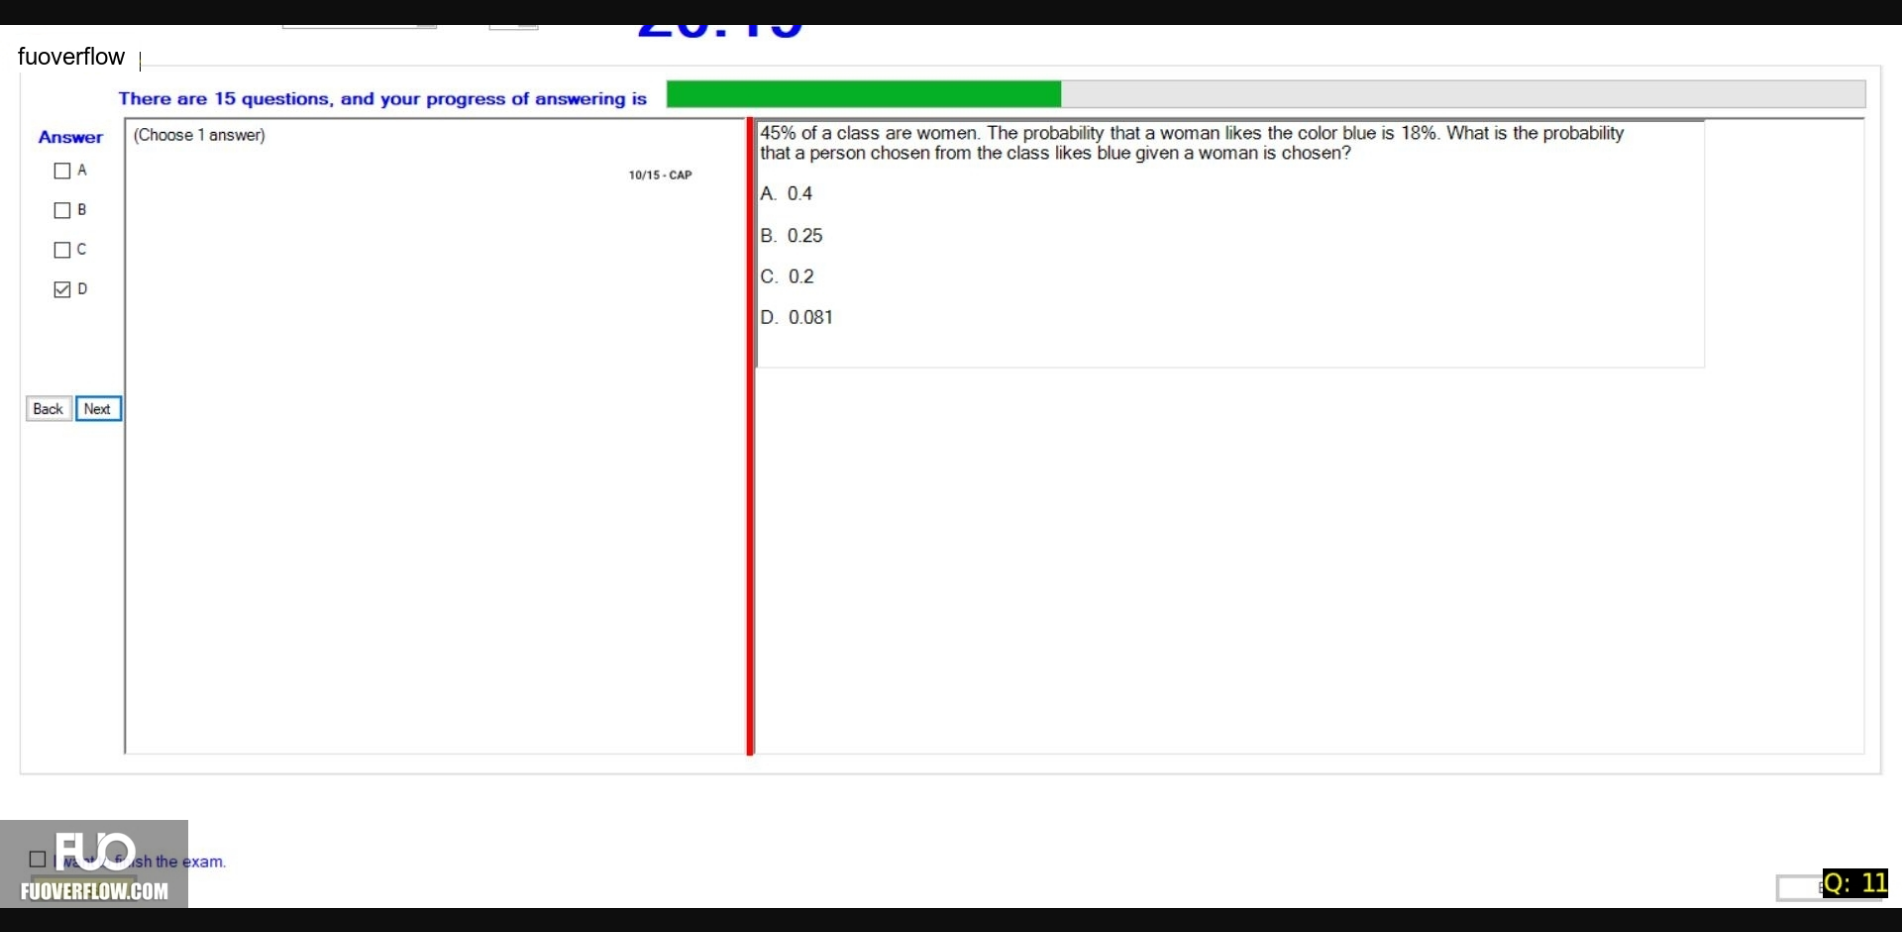 fuoverflow
There are 15 questions, and your progress of answering is
Answer
(Choose 1 answer)
A
B
C
D
10/15 - CAP
Back
Next
45% of a class are women. The probability that a woman likes the color blue is 18%. What is the probability
that a person chosen from the class likes blue given a woman is chosen?
A. 0.4
B. 0.25
C. 0.2
D. 0.081
FUO
FUOVERFLOW.COM
the exam.
Q: 11